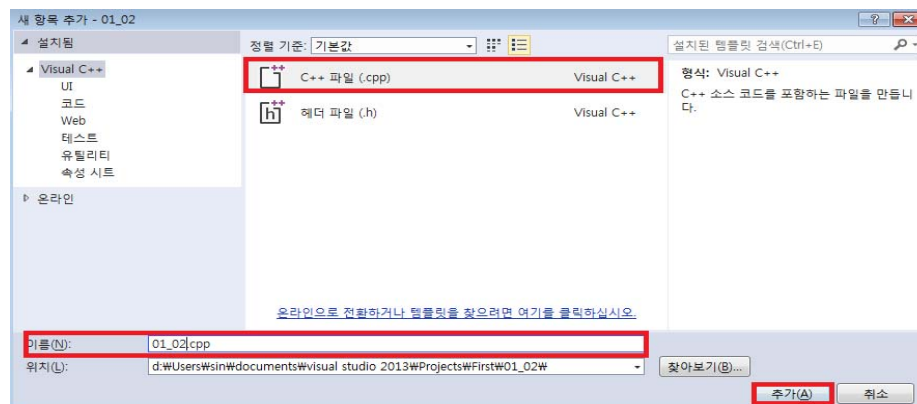 새 항목 추가 - 01_02
설치됨
정렬 기준: 기본값
설치된 템플릿 검색(Ctrl+E)
Visual C++
UI
코드
Web
테스트
유틸리티
속성 시트
온라인
C++ 파일 (.cpp) Visual C++
헤더 파일 (.h) Visual C++
형식: Visual C++
C++ 소스 코드를 포함하는 파일을 만듭니
다.
온라인으로 전환하거나 템플릿을 찾으려면 여기를 클릭하십시오.
이름(N): 01_02.cpp
위치(L): d:₩Users₩sin₩documents₩visual studio 2013₩Projects₩First₩01_02₩ 찾아보기(B)...
추가(A) 취소